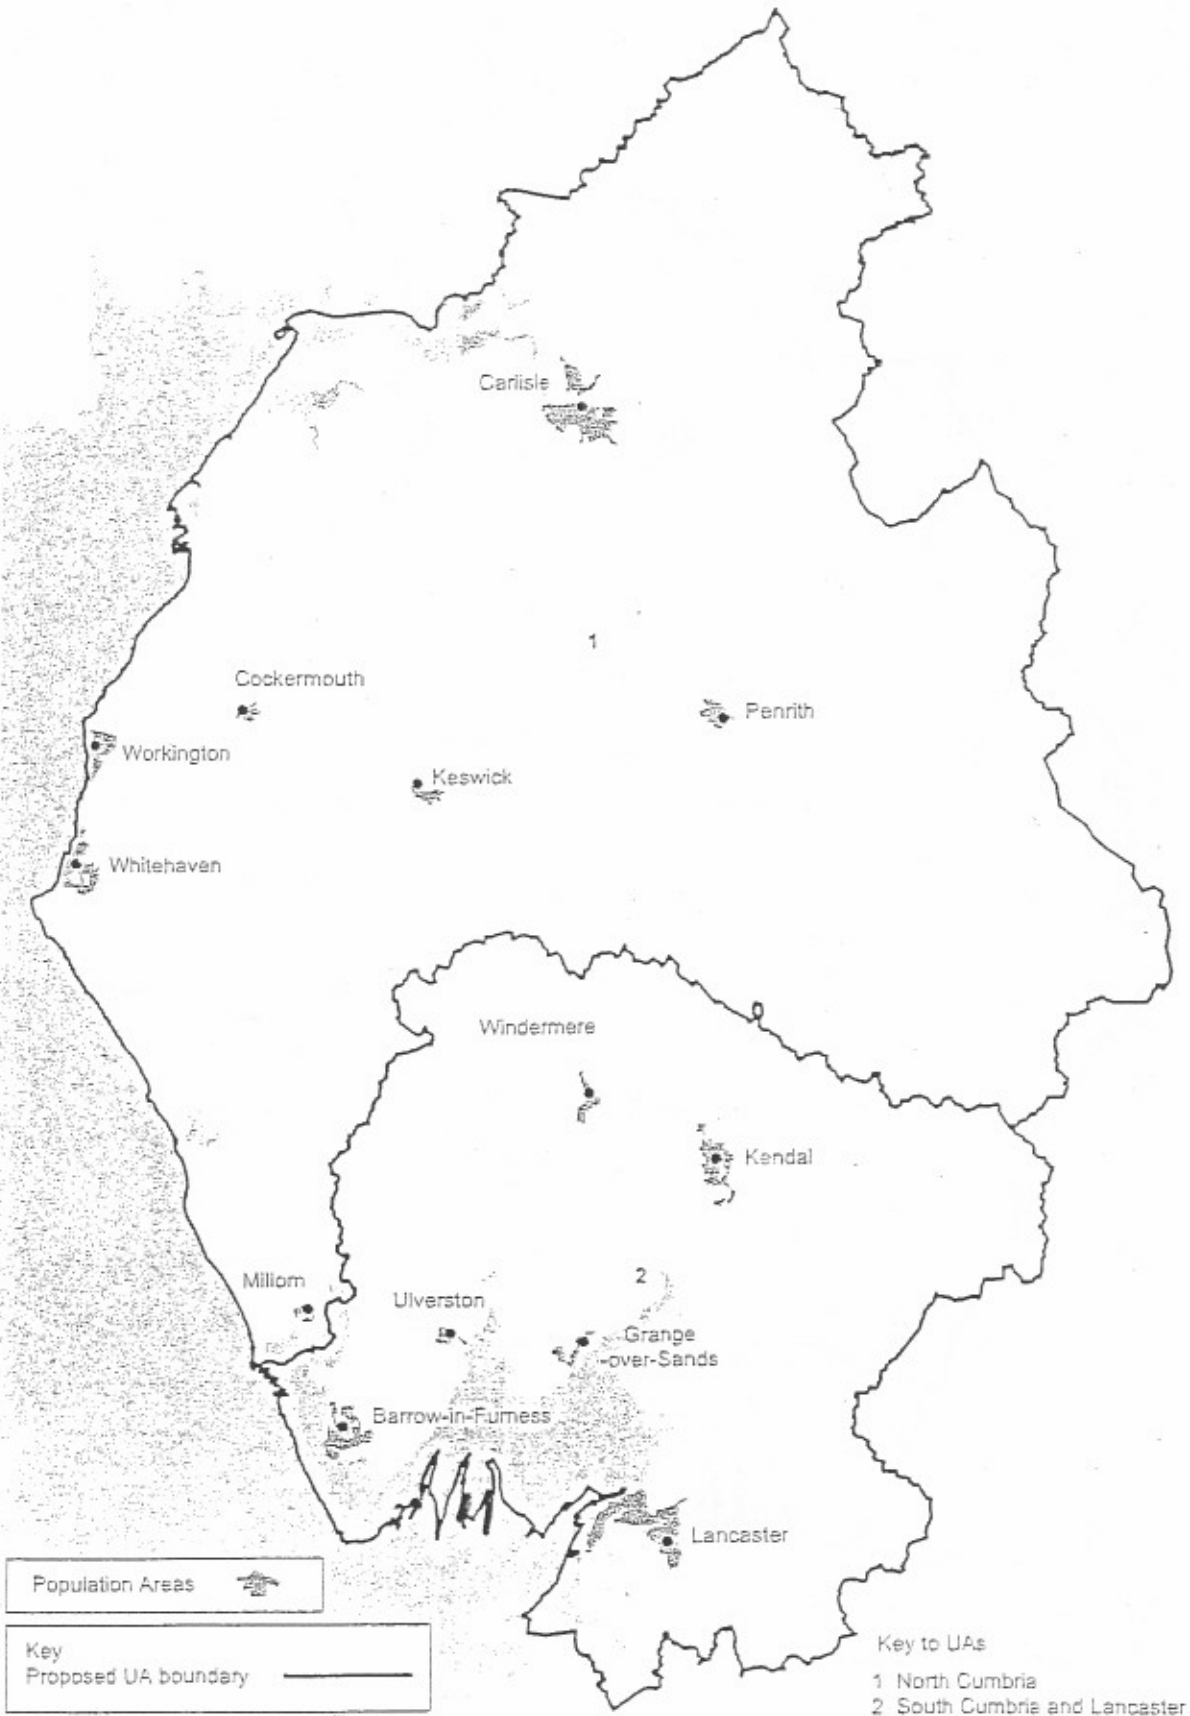 Carlisle
1
Cockermouth
Penrith
Workington
Keswick
Whitehaven
Windermere
Kendal
2
Millom
Ulverston
Grange
-over-Sands
Barrow-in-Furness
Lancaster
Population Areas
Key
Proposed UA boundary
Key to UAs
1 North Cumbria
2 South Cumbria and Lancaster